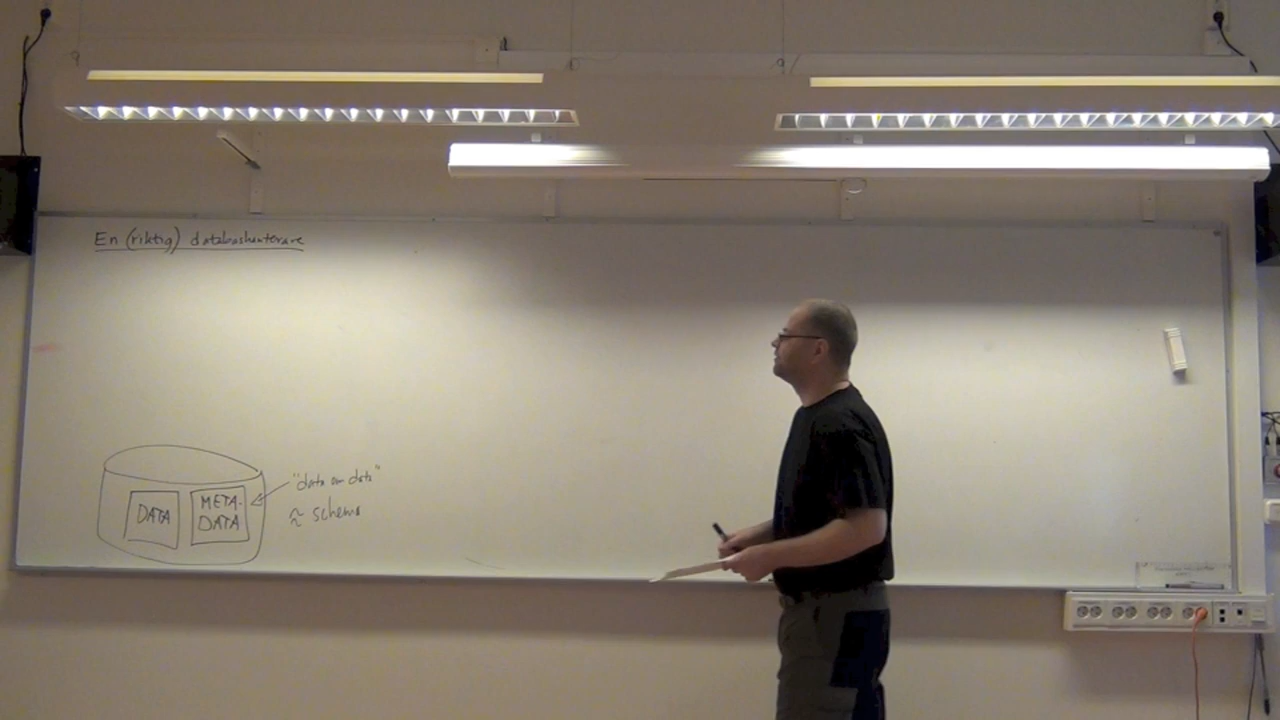 En (riktig) databashanterare
DATA
META-
DATA
"data om data"
≈ schema